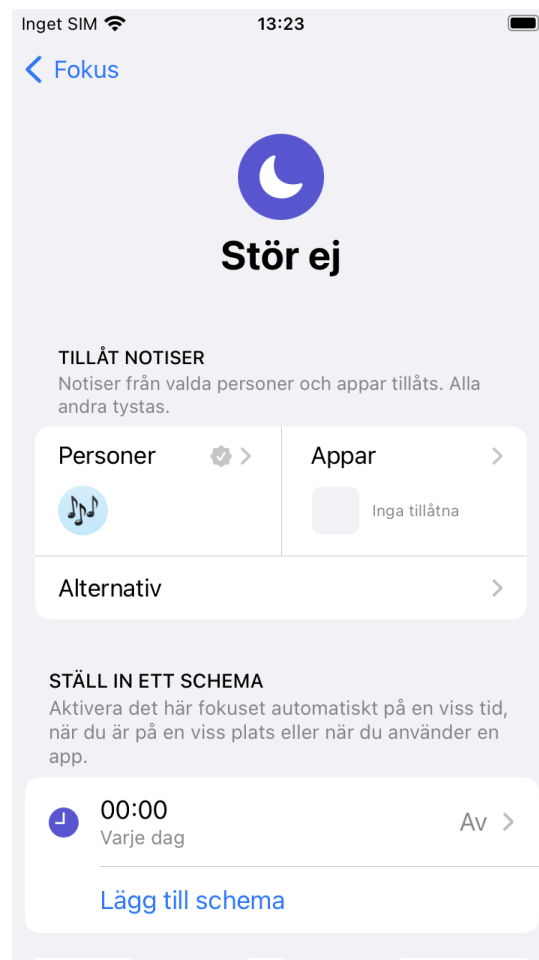 Inget SIM 13:23
Fokus
Stör ej
TILLÅT NOTISER
Notiser från valda personer och appar tillåts. Alla
andra tystas.
Personer
Appar
Inga tillåtna
Alternativ
STÄLL IN ETT SCHEMA
Aktivera det här fokuset automatiskt på en viss tid,
när du är på en viss plats eller när du använder en
app.
00:00
Varje dag
Av
Lägg till schema